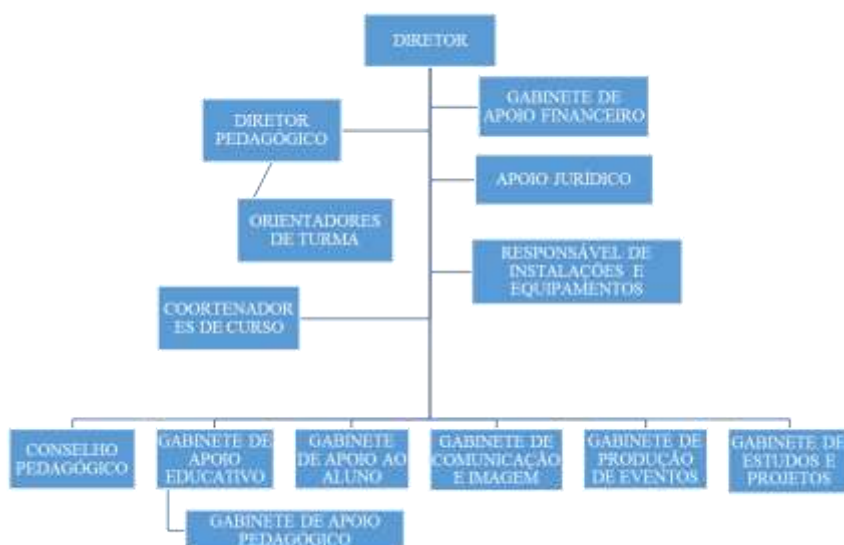 DIRETOR
GABINETE DE
APOIO FINANCEIRO
DIRETOR
PEDAGÓGICO
APOIO JURÍDICO
ORIENTADORES
DE TURMA
RESPONSÁVEL DE
INSTALAÇÕES E
EQUIPAMENTOS
COORTENADOR
ES DE CURSO
CONSELHO
PEDAGÓGICO
GABINETE DE
APOIO
EDUCATIVO
GABINETE
DE APOIO AO
ALUNO
GABINETE DE
COMUNICAÇÃO
E IMAGEM
GABINETE DE
PRODUÇÃO
DE EVENTOS
GABINETE DE
ESTUDOS E
PROJETOS
GABINETE DE APOIO
PEDAGÓGICO